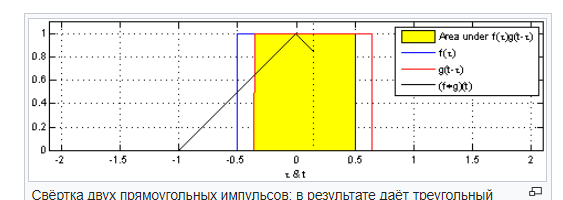 1
0.8
0.6
0.4
0.2
0
-2 -1.5 -1 -0.5 0 0.5 1 1.5 2
τ & t
Area under f(τ)g(t-τ)
f(τ)
g(t-τ)
(f∗g)(t)
Свёртка двух прямоугольных импульсов: в результате даёт треугольный